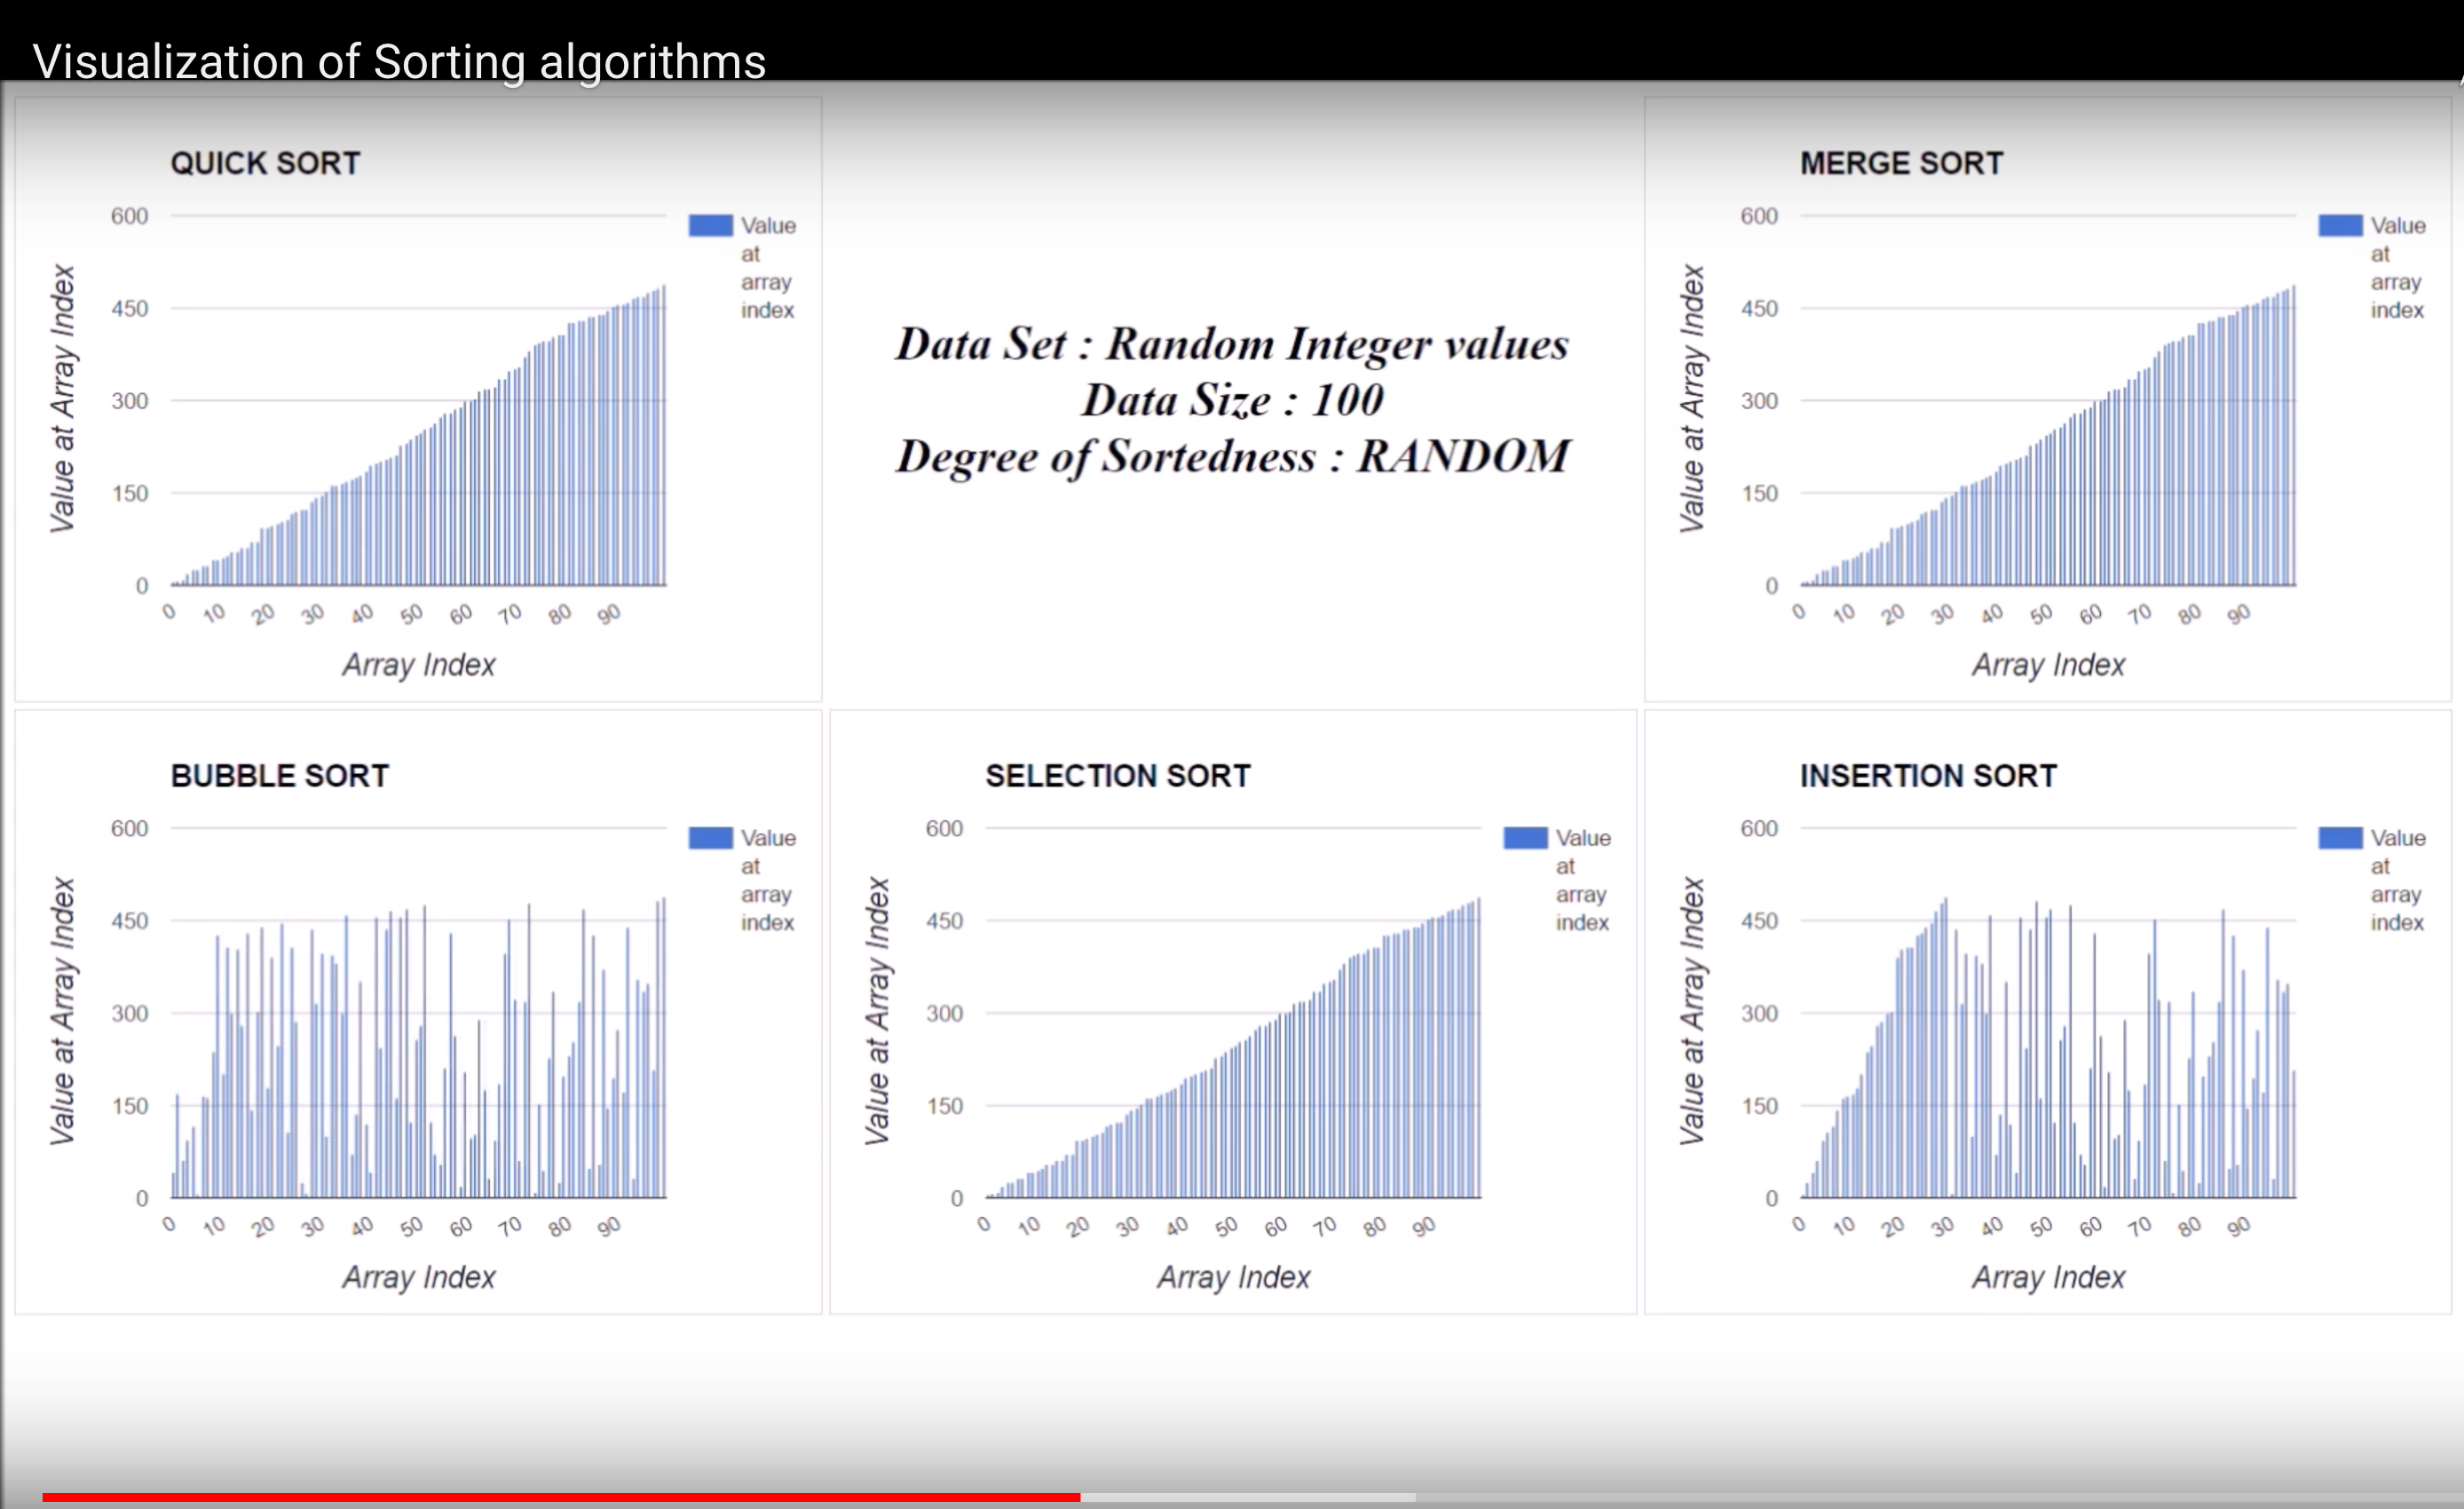 Visualization of Sorting algorithms
QUICK SORT
Value at Array Index
600
450
300
150
0
0 10 20 30 40 50 60 70 80 90
Array Index
Value
at
array
index
Data Set : Random Integer values
Data Size : 100
Degree of Sortedness : RANDOM
MERGE SORT
Value at Array Index
600
450
300
150
0
0 10 20 30 40 50 60 70 80 90
Array Index
Value
at
array
index
BUBBLE SORT
Value at Array Index
600
450
300
150
0
0 10 20 30 40 50 60 70 80 90
Array Index
Value
at
array
index
SELECTION SORT
Value at Array Index
600
450
300
150
0
0 10 20 30 40 50 60 70 80 90
Array Index
Value
at
array
index
INSERTION SORT
Value at Array Index
600
450
300
150
0
0 10 20 30 40 50 60 70 80 90
Array Index
Value
at
array
index